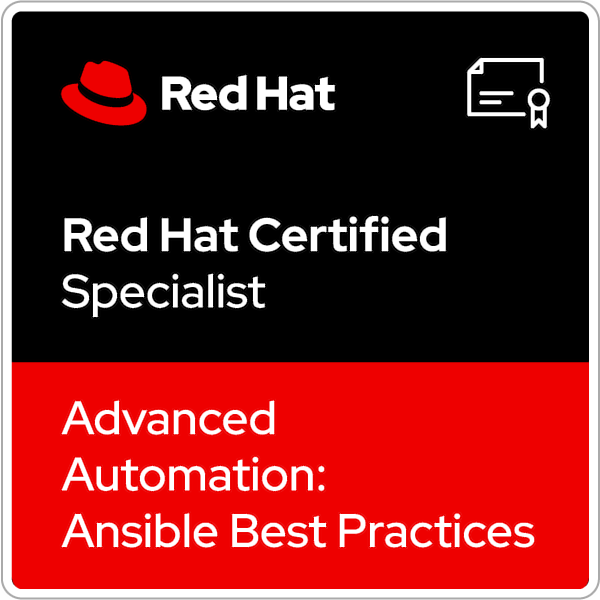 Red Hat
Red Hat Certified
Specialist
Advanced
Automation:
Ansible Best Practices